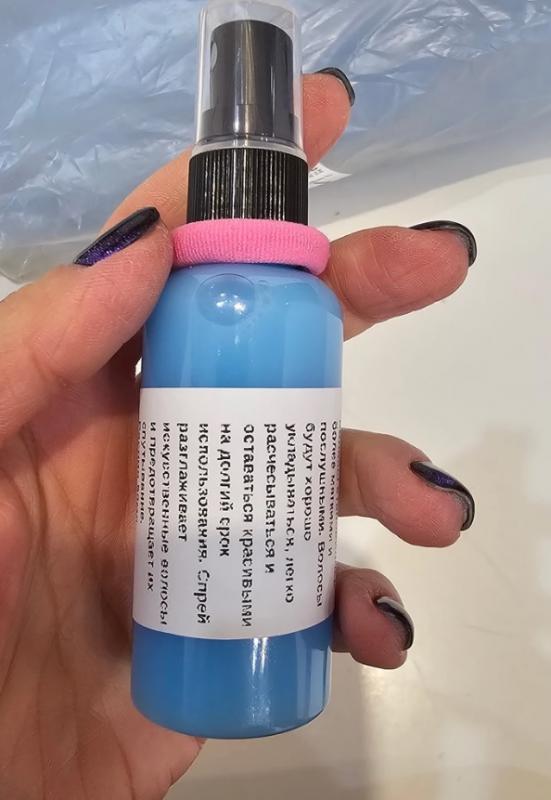 более мягкими и
послушными. Волосы
будут хорошо
укладываться, легко
расчесываться и
оставаться красивыми
на долгий срок
использования. Спрей
разглаживает
искусственные волосы
и предотвращает их
спутывание.